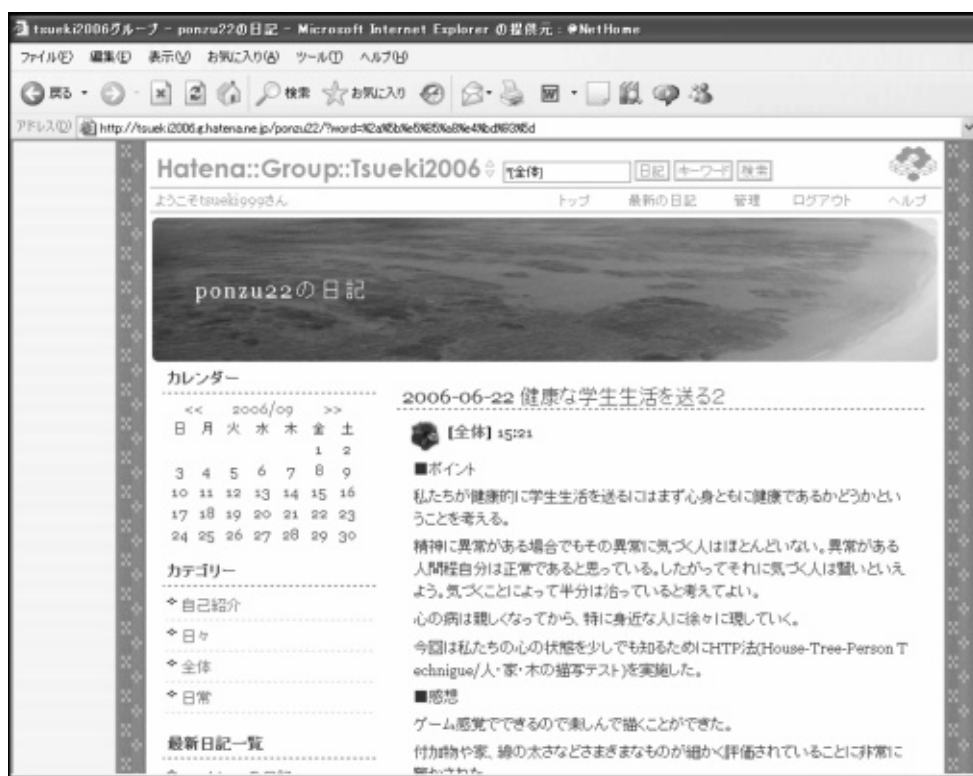 tsueki2006グループ - ponzu22の日記 - Microsoft Internet Explorer の提供元 : @NetHome
ファイル(F) 編集(E) 表示(V) お気に入り(A) ツール(T) ヘルプ(H)
戻る 検索 お気に入り
アドレス(D) http://tsueki2006.g.hatena.ne.jp/ponzu22/?word=%2a%5b%e5%85%a8%e4%bd%93%5d
Hatena::Group::Tsueki2006 *[全体] 日記 キーワード 検索
ようこそtsueki999さん トップ 最新の日記 管理 ログアウト ヘルプ
ponzu22の日記
カレンダー
<< 2006/09 >>
日 月 火 水 木 金 土
1 2
3 4 5 6 7 8 9
10 11 12 13 14 15 16
17 18 19 20 21 22 23
24 25 26 27 28 29 30
カテゴリー
自己紹介
日々
全体
日常
最新日記一覧
2006-06-22 健康な学生生活を送る2
[全体] 15:21
■ポイント
私たちが健康的に学生生活を送るにはまず心身ともに健康であるかどうかとい
うことを考える。
精神に異常がある場合でもその異常に気づく人はほとんどいない。異常がある
人間程自分は正常であると思っている。したがってそれに気づく人は賢いといえ
よう。気づくことによって半分は治っていると考えてよい。
心の病は親しくなってから、特に身近な人に徐々に現していく。
今回は私たちの心の状態を少しでも知るためにHTP法(House-Tree-Person T
echnigue/人・家・木の描写テスト)を実施した。
■感想
ゲーム感覚でできるので楽しんで描くことができた。
付加物や家、線の太さなどさまざまなものが細かく評価されていることに非常に